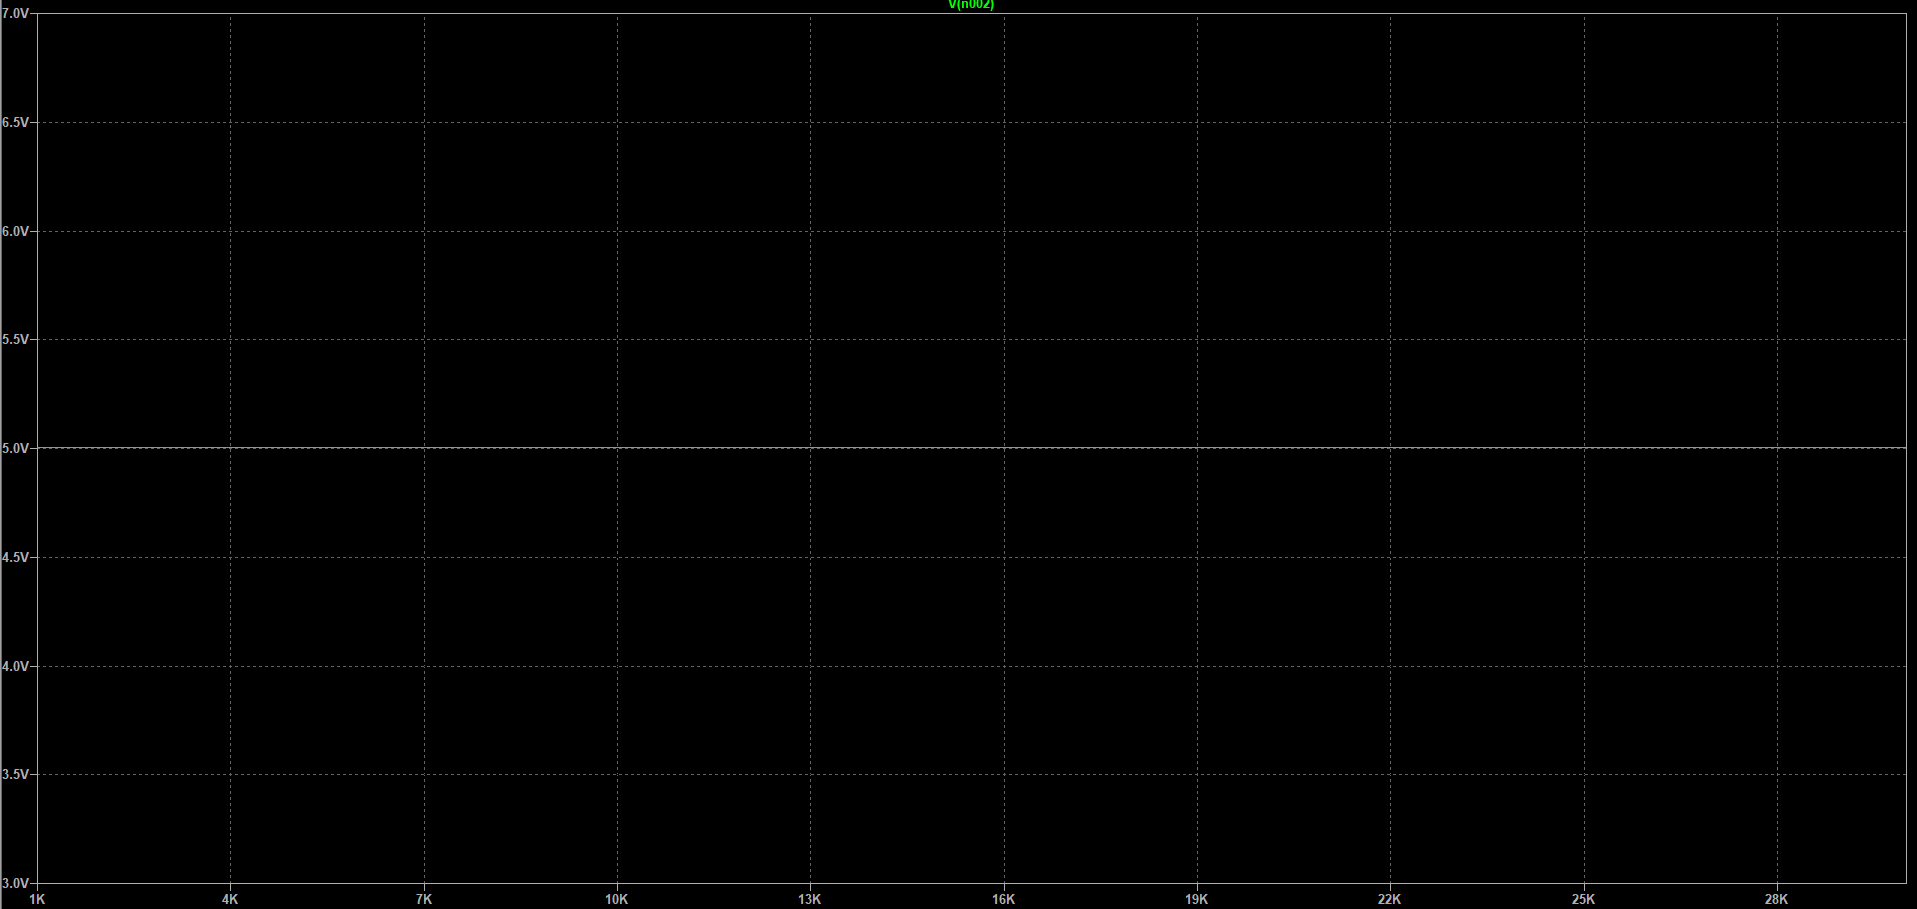 V(n002)
7.0V
6.5V
6.0V
5.5V
5.0V
4.5V
4.0V
3.5V
3.0V
1K 4K 7K 10K 13K 16K 19K 22K 25K 28K